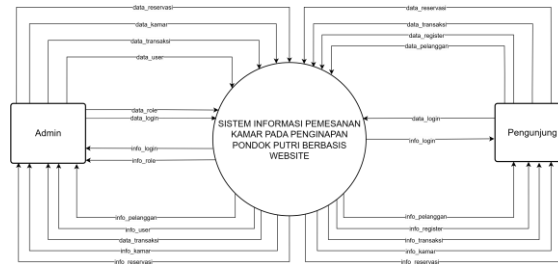 data_reservasi
data_kamar
data_transaksi
data_user
data_reservasi
data_transaksi
data_register
data_pelanggan
data_role
data_login
Admin
info_login
info_role
SISTEM INFORMASI PEMESANAN
KAMAR PADA PENGINAPAN
PONDOK PUTRI BERBASIS
WEBSITE
data_login
info_login
Pengunjung
info_pelanggan
info_user
data_transaksi
info_kamar
info_reservasi
info_pelanggan
info_register
info_transaksi
info_kamar
info_reservasi